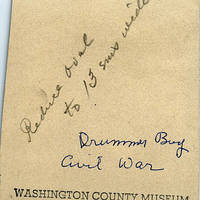 Reduce oval
to 13 ems wide
Drummer Boy
Civil War
WASHINGTON COUNTY MUSEUM